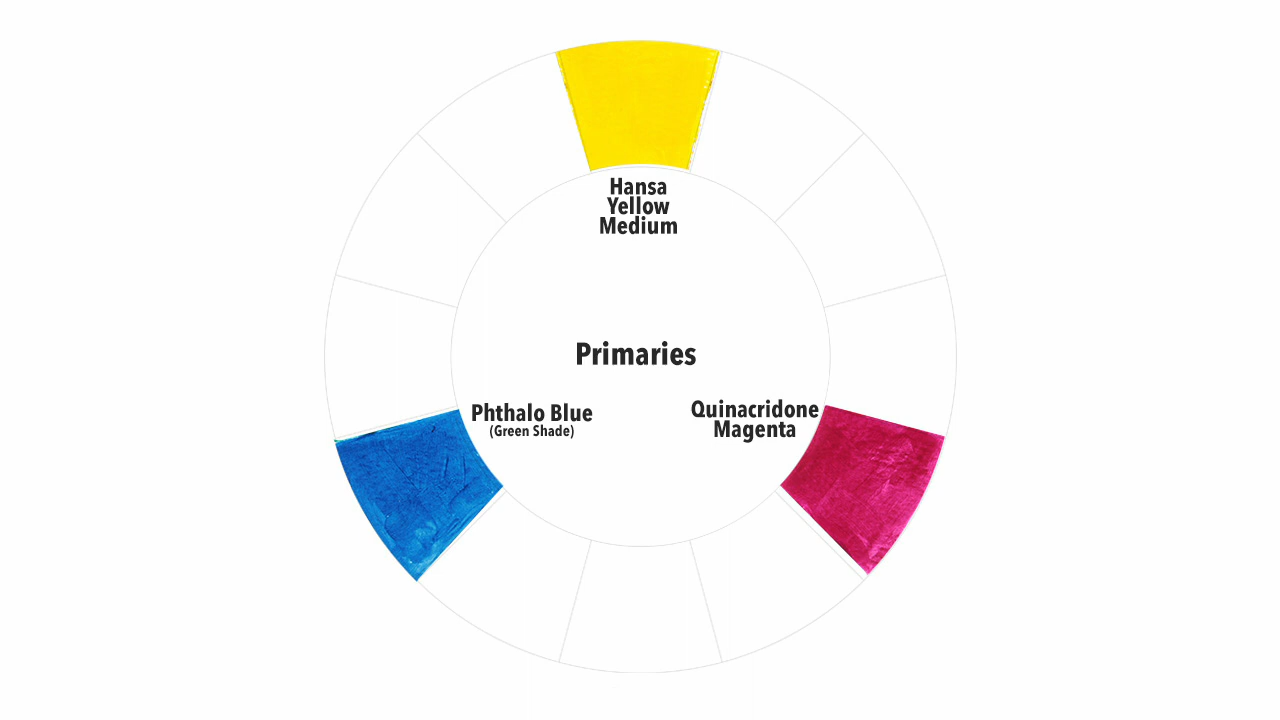 Hansa
Yellow
Medium
Primaries
Phthalo Blue
(Green Shade)
Quinacridone
Magenta